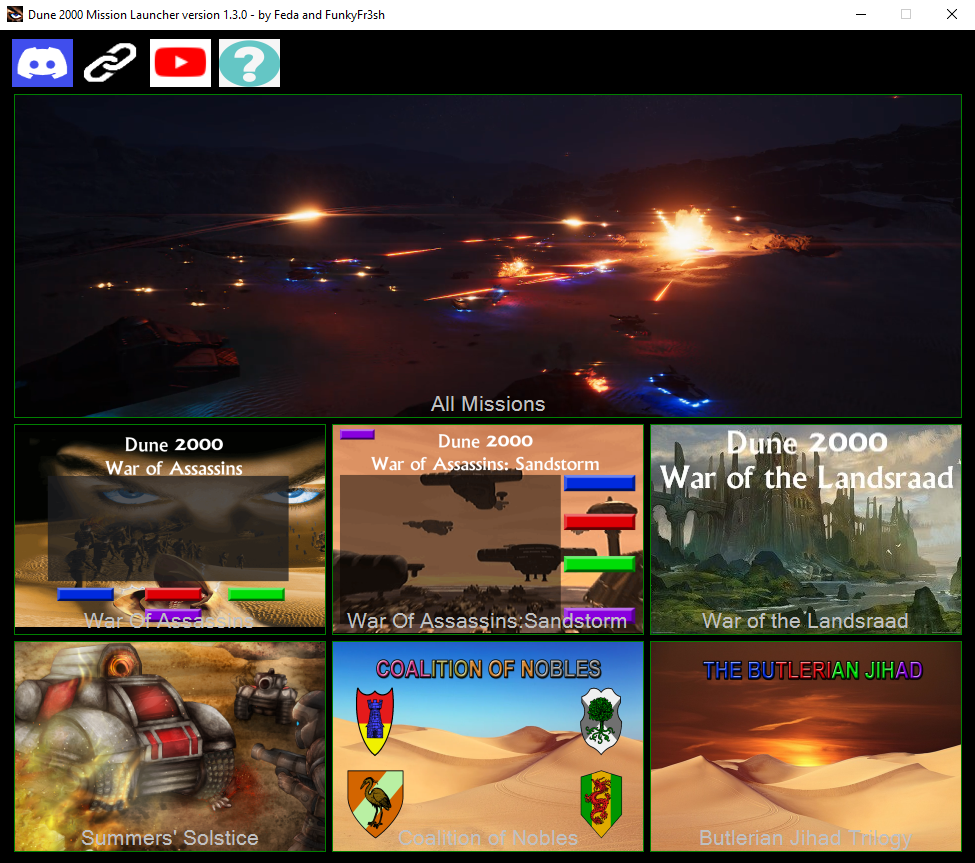 Dune 2000 Mission Launcher version 1.3.0 - by Feda and FunkyFr3sh
?
All Missions
Dune 2000
War of Assassins
War Of Assassins
Dune 2000
War of Assassins: Sandstorm
War Of Assassins:Sandstorm
Dune 2000
War of the Landsraad
War of the Landsraad
Summers' Solstice
COALITION OF NOBLES
Coalition of Nobles
THE BUTLERIAN JIHAD
Butlerian Jihad Trilogy